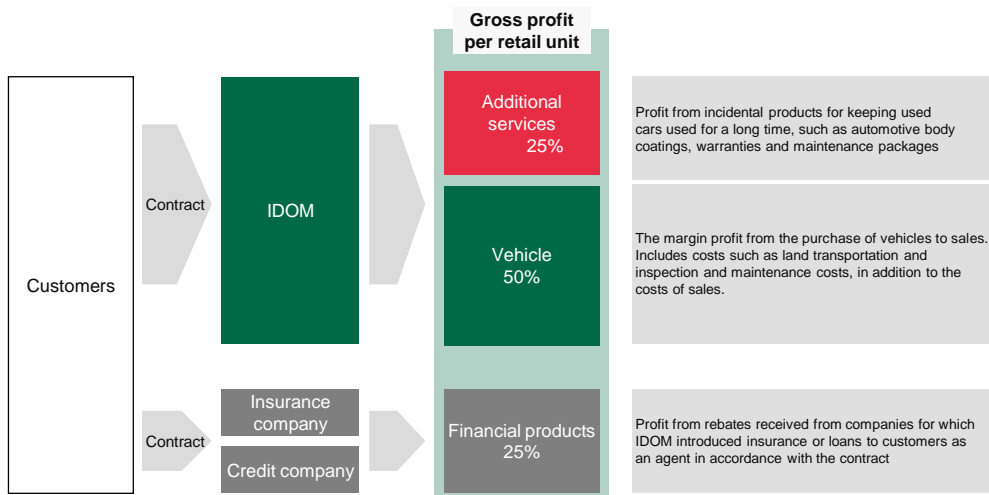 Gross profit
per retail unit
Customers
Contract
IDOM
Additional
services
25%
Profit from incidental products for keeping used
cars used for a long time, such as automotive body
coatings, warranties and maintenance packages
Vehicle
50%
The margin profit from the purchase of vehicles to sales.
Includes costs such as land transportation and
inspection and maintenance costs, in addition to the
costs of sales.
Contract
Insurance
company
Credit company
Financial products
25%
Profit from rebates received from companies for which
IDOM introduced insurance or loans to customers as
an agent in accordance with the contract